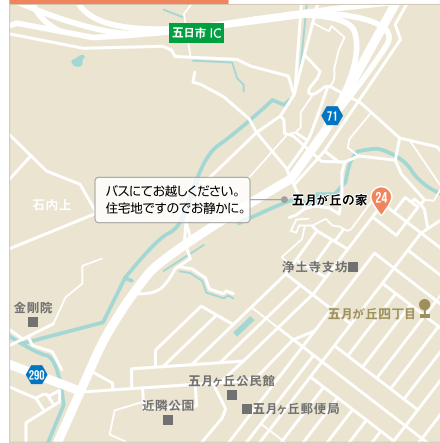 五日市 IC
71
バスにてお越しください。
住宅地ですのでお静かに。
五月が丘の家
24
石内上
浄土寺支坊
金剛院
五月が丘四丁目
290
五月ヶ丘公民館
近隣公園
五月ヶ丘郵便局